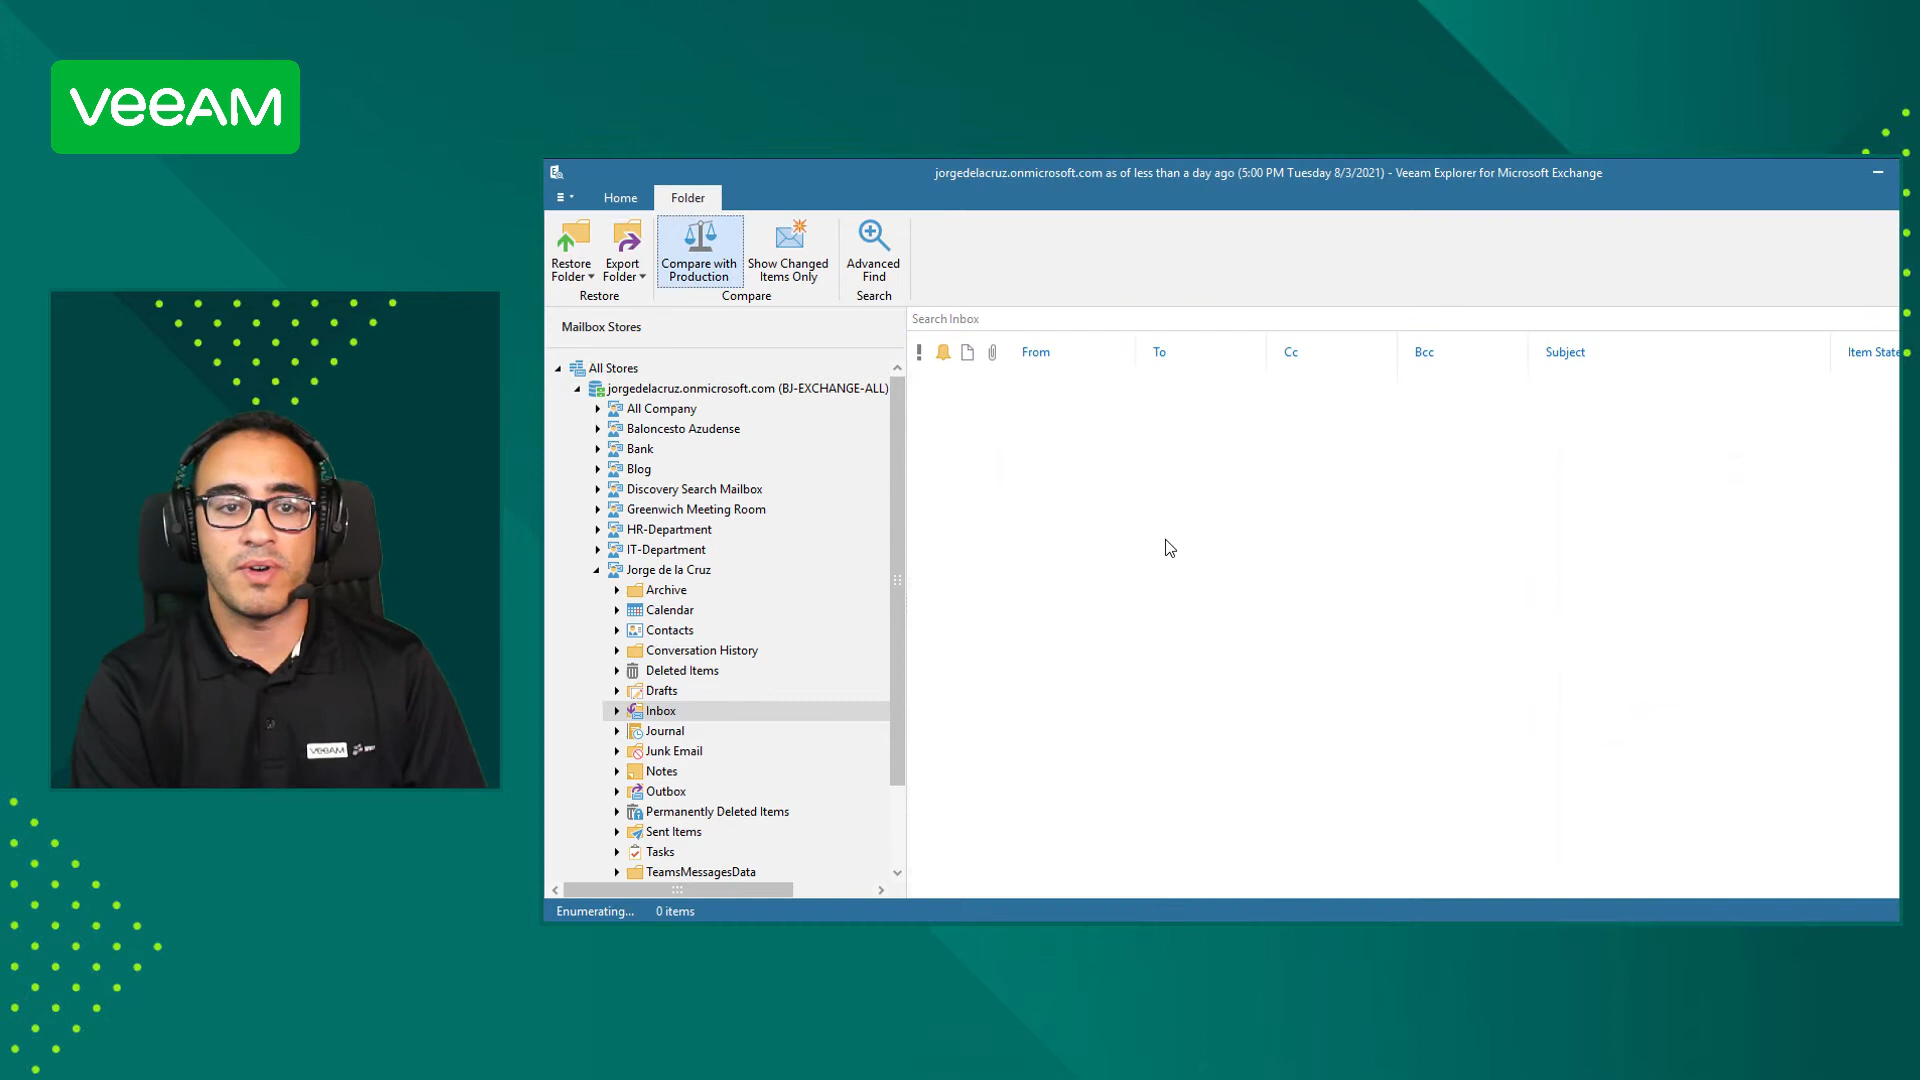 veeAM
jorgedelacruz.onmicrosoft.com as of less than a day ago (5:00 PM Tuesday 8/3/2021) - Veeam Explorer for Microsoft Exchange
Home
Folder
Restore
Folder
Export
Folder
Compare with
Production
Show Changed
Items Only
Advanced
Find
Restore
Compare
Search
Mailbox Stores
Search Inbox
From
To
Cc
Bcc
Subject
Item State
All Stores
jorgedelacruz.onmicrosoft.com (BJ-EXCHANGE-ALL)
All Company
Baloncesto Azudense
Bank
Blog
Discovery Search Mailbox
Greenwich Meeting Room
HR-Department
IT-Department
Jorge de la Cruz
Archive
Calendar
Contacts
Conversation History
Deleted Items
Drafts
Inbox
Journal
Junk Email
Notes
Outbox
Permanently Deleted Items
Sent Items
Tasks
TeamsMessagesData
Enumerating...
0 items
veeAM